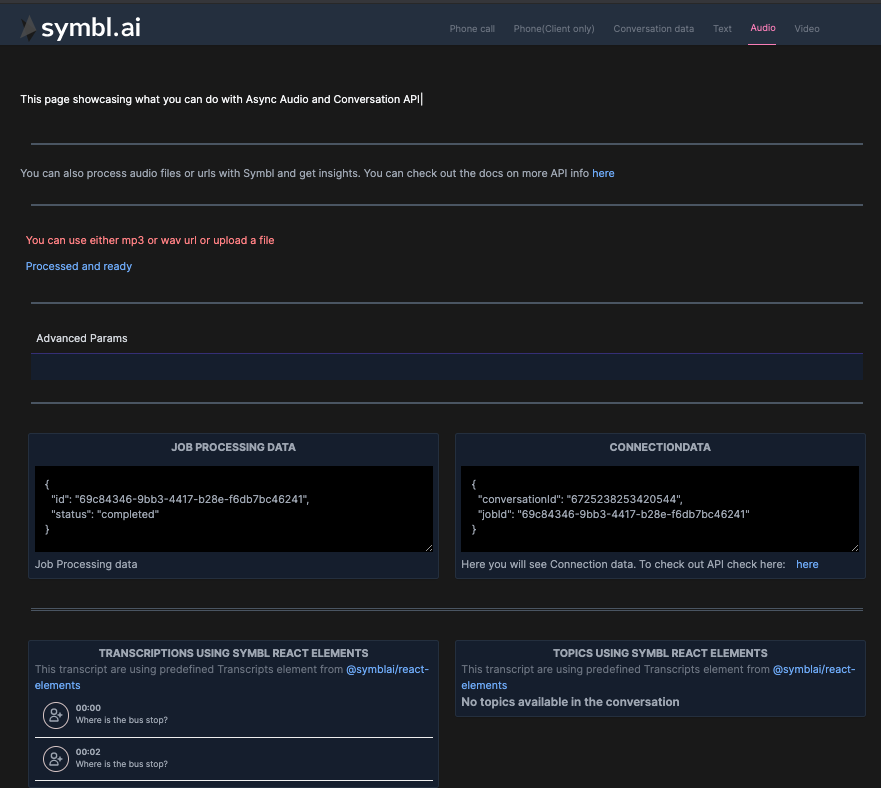 symbl.ai
Phone call Phone(Client only) Conversation data Text Audio Video
This page showcasing what you can do with Async Audio and Conversation API|
You can also process audio files or urls with Symbl and get insights. You can check out the docs on more API info here
You can use either mp3 or wav url or upload a file
Processed and ready
Advanced Params
JOB PROCESSING DATA
{
"id": "69c84346-9bb3-4417-b28e-f6db7bc46241",
"status": "completed"
}
Job Processing data
CONNECTIONDATA
{
"conversationId": "6725238253420544",
"jobId": "69c84346-9bb3-4417-b28e-f6db7bc46241"
}
Here you will see Connection data. To check out API check here: here
TRANSCRIPTIONS USING SYMBL REACT ELEMENTS
This transcript are using predefined Transcripts element from @symblai/react-
elements
00:00
Where is the bus stop?
00:02
Where is the bus stop?
TOPICS USING SYMBL REACT ELEMENTS
This transcript are using predefined Transcripts element from @symblai/react-
elements
No topics available in the conversation